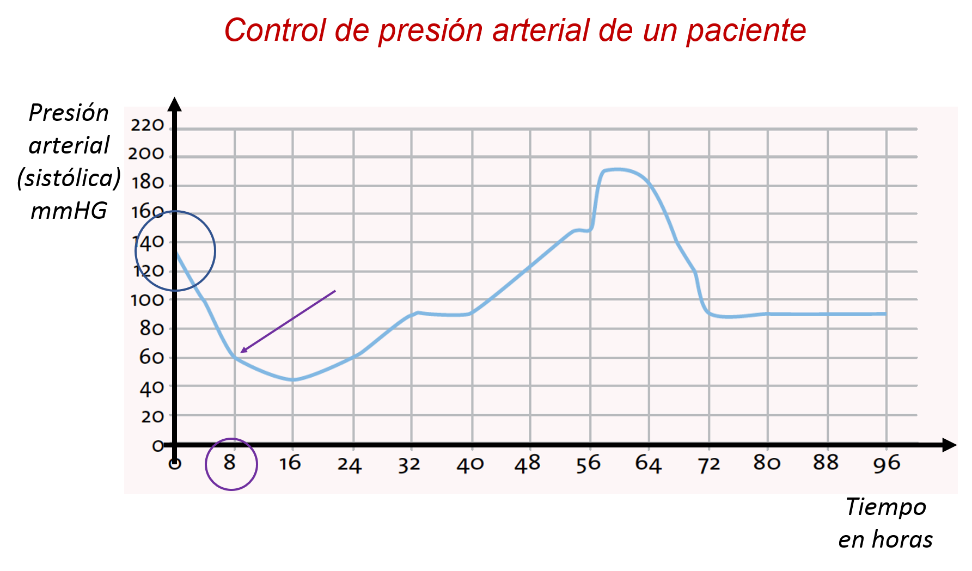 Control de presión arterial de un paciente
Presión
arterial
(sistólica)
mmHG
220
200
180
160
140
120
100
80
60
40
20
0
0 8 16 24 32 40 48 56 64 72 80 88 96
Tiempo
en horas